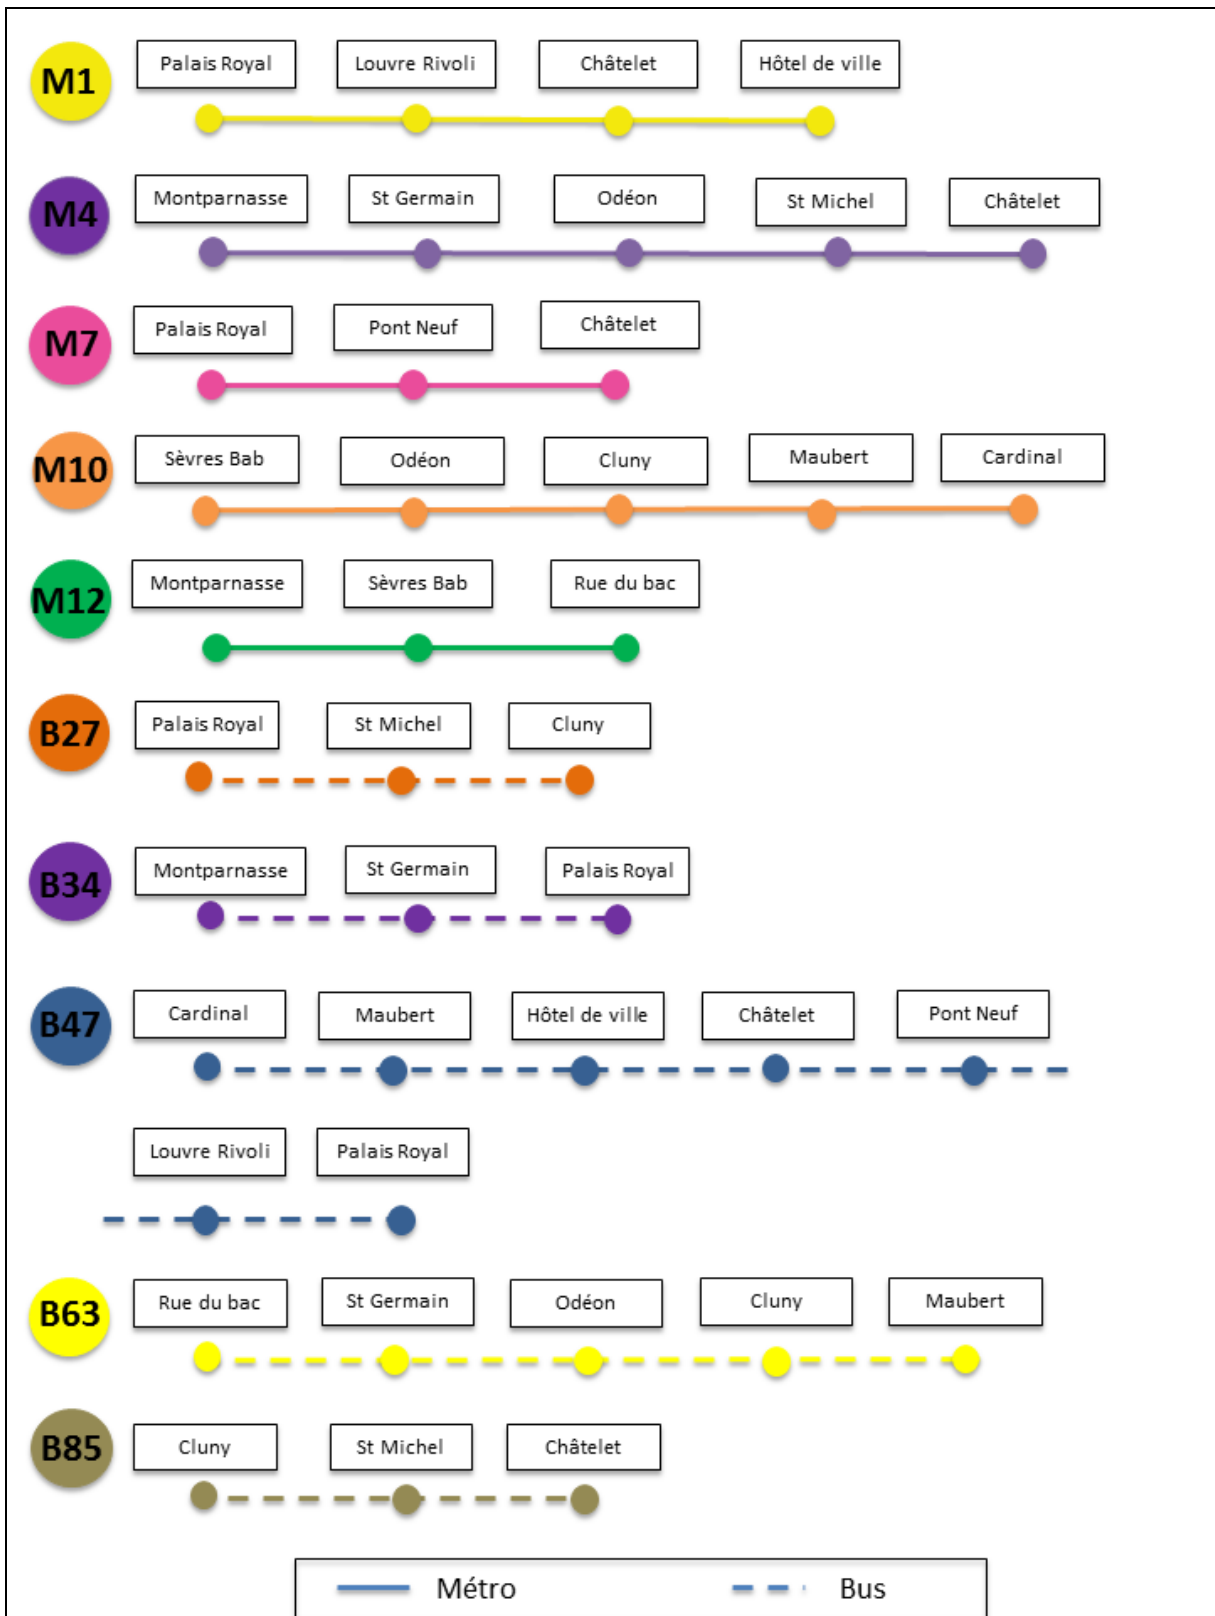 M1 Palais Royal Louvre Rivoli Châtelet Hôtel de ville
M4 Montparnasse St Germain Odéon St Michel Châtelet
M7 Palais Royal Pont Neuf Châtelet
M10 Sèvres Bab Odéon Cluny Maubert Cardinal
M12 Montparnasse Sèvres Bab Rue du bac
B27 Palais Royal St Michel Cluny
B34 Montparnasse St Germain Palais Royal
B47 Cardinal Maubert Hôtel de ville Châtelet Pont Neuf
Louvre Rivoli Palais Royal
B63 Rue du bac St Germain Odéon Cluny Maubert
B85 Cluny St Michel Châtelet
Métro Bus